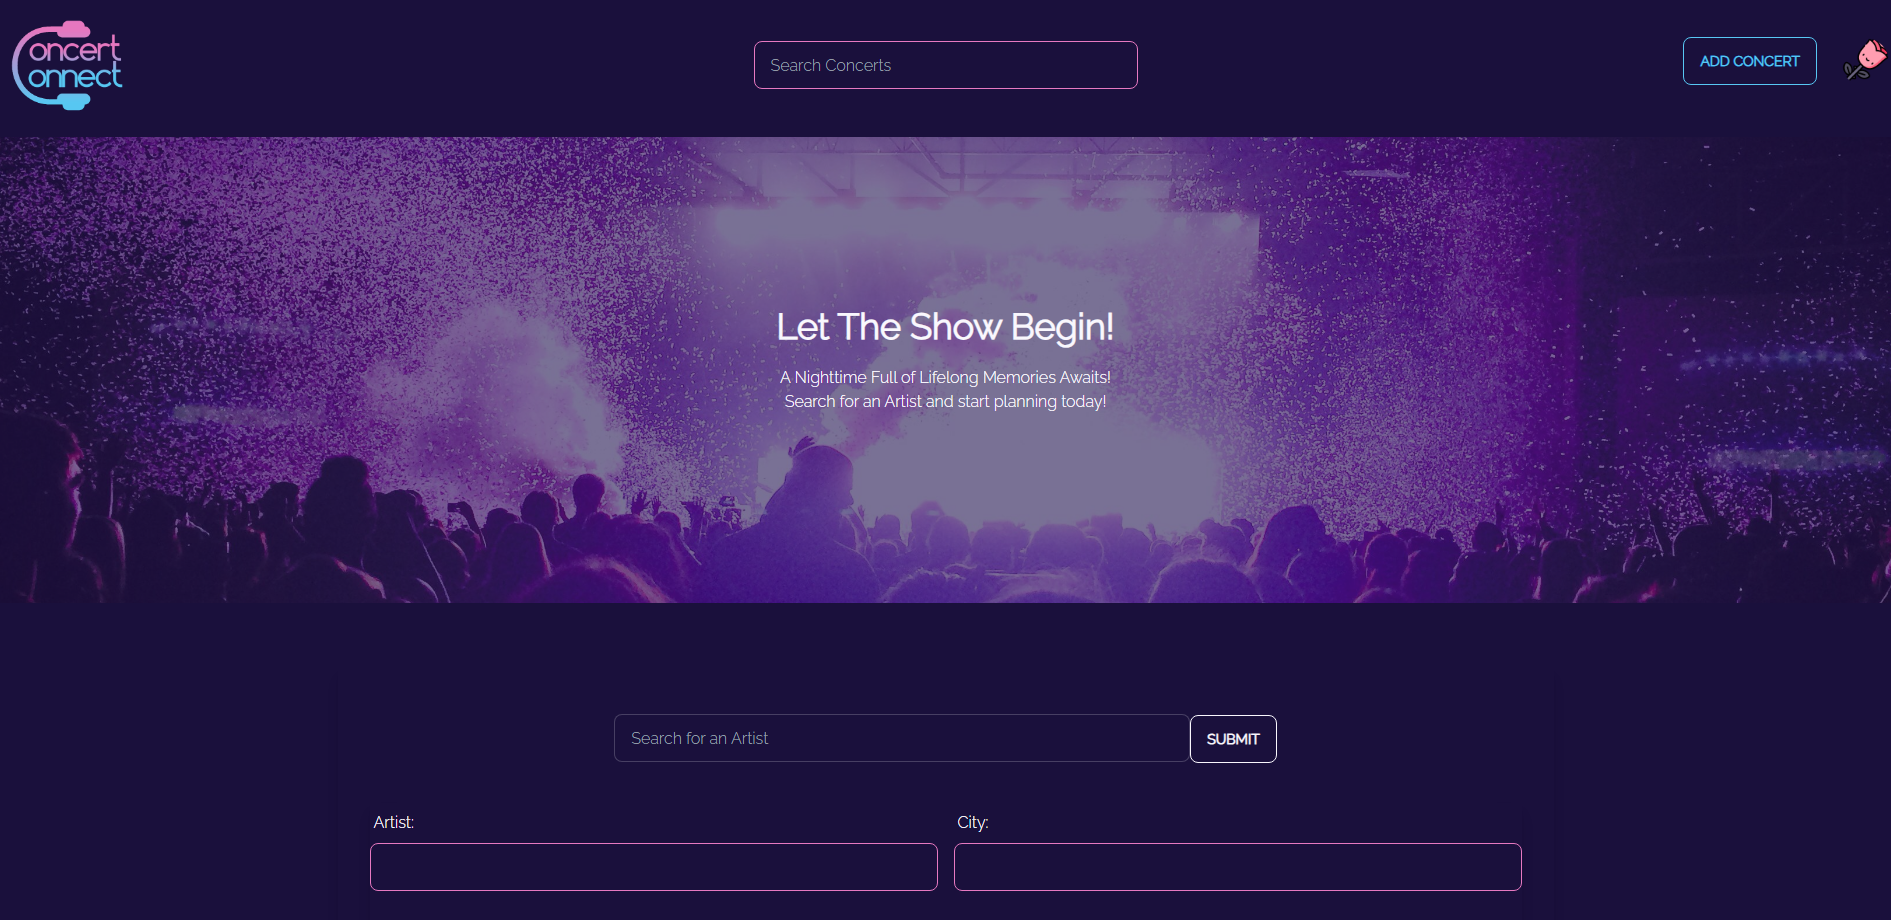 oncert
onnect
Search Concerts
ADD CONCERT
Let The Show Begin!
A Nighttime Full of Lifelong Memories Awaits!
Search for an Artist and start planning today!
Search for an Artist
SUBMIT
Artist:
City: